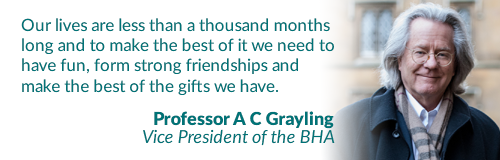 Our lives are less than a thousand months
long and to make the best of it we need to
have fun, form strong friendships and
make the best of the gifts we have.
Professor A C Grayling
Vice President of the BHA